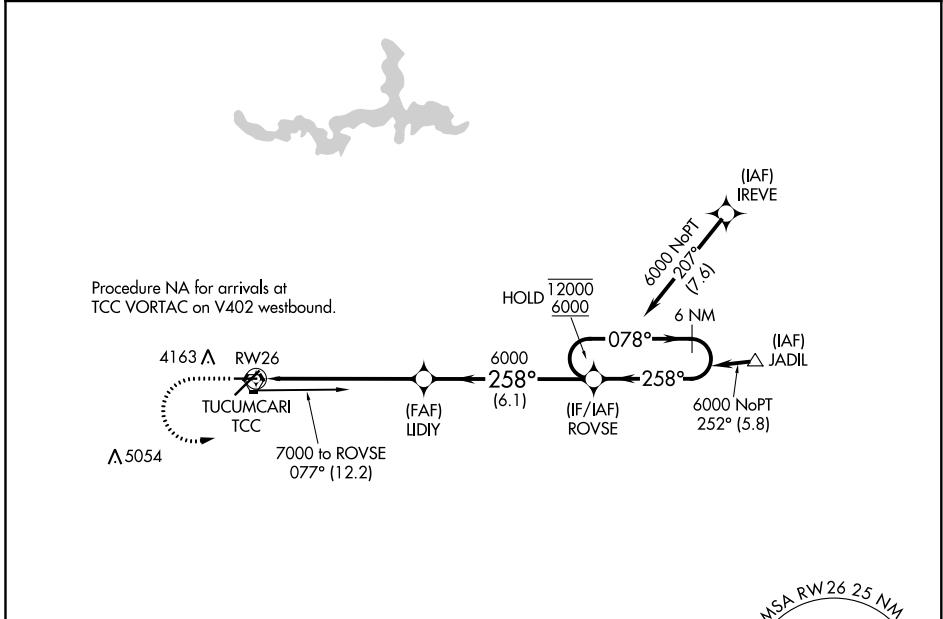 (IAF)
IREVE
6000 NoPT
207°
(7.6)
Procedure NA for arrivals at
TCC VORTAC on V402 westbound.
HOLD 12000
6000
6 NM
078°
(IAF)
JADIL
4163
RW26
6000
258°
(6.1)
258°
TUCUMCARI
TCC
(FAF)
LIDIY
(IF/IAF)
ROVSE
6000 NoPT
252° (5.8)
5054
7000 to ROVSE
077° (12.2)
MSA RW26 25 NM